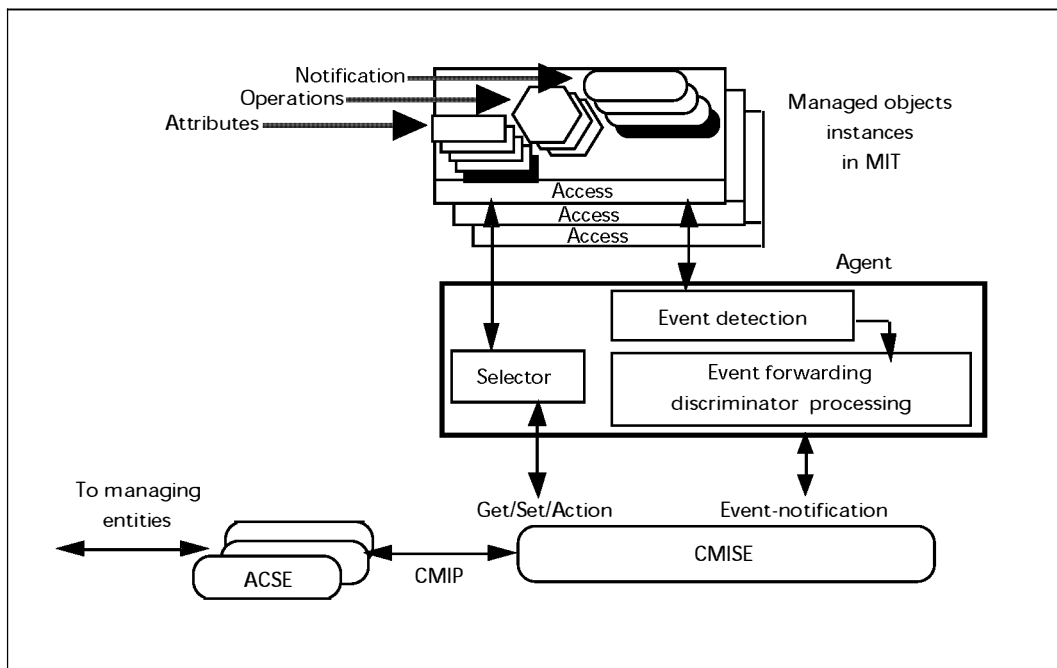 Notification
Operations
Attributes
Managed objects
instances
in MIT
Access
Access
Access
Agent
Event detection
Selector
Event forwarding
discriminator processing
To managing
entities
Get/Set/Action
Event-notification
ACSE
CMIP
CMISE